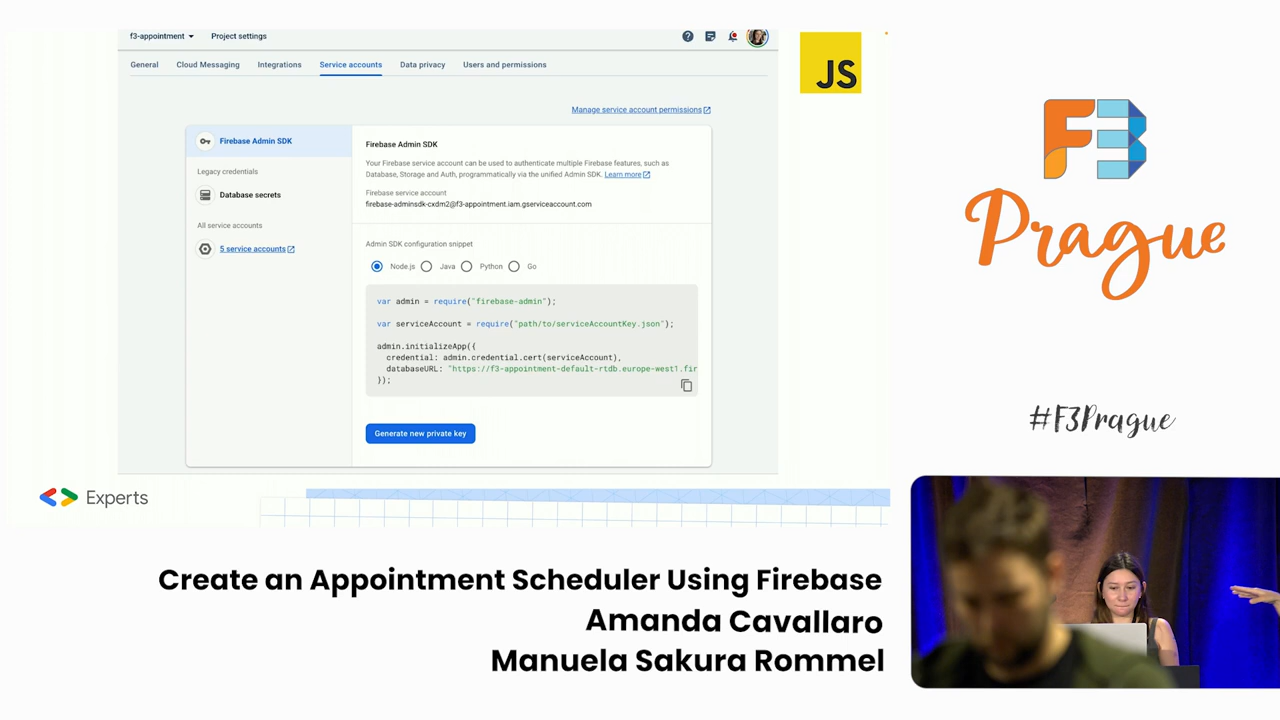 f3-appointment
Project settings
General
Cloud Messaging
Integrations
Service accounts
Data privacy
Users and permissions
JS
Manage service account permissions
Firebase Admin SDK
Legacy credentials
Database secrets
All service accounts
5 service accounts
Firebase Admin SDK
Your Firebase service account can be used to authenticate multiple Firebase features, such as
Database, Storage and Auth, programmatically via the unified Admin SDK. Learn more
Firebase service account
firebase-adminsdk-cxdm2@f3-appointment.iam.gserviceaccount.com
Admin SDK configuration snippet
Node.js
Java
Python
Go
var admin = require("firebase-admin");
var serviceAccount = require("path/to/serviceAccountKey.json");
admin.initializeApp({
credential: admin.credential.cert(serviceAccount),
databaseURL: "https://f3-appointment-default-rtdb.europe-west1.fir
});
Generate new private key
Experts
F3
Prague
#F3Prague
Create an Appointment Scheduler Using Firebase
Amanda Cavallaro
Manuela Sakura Rommel